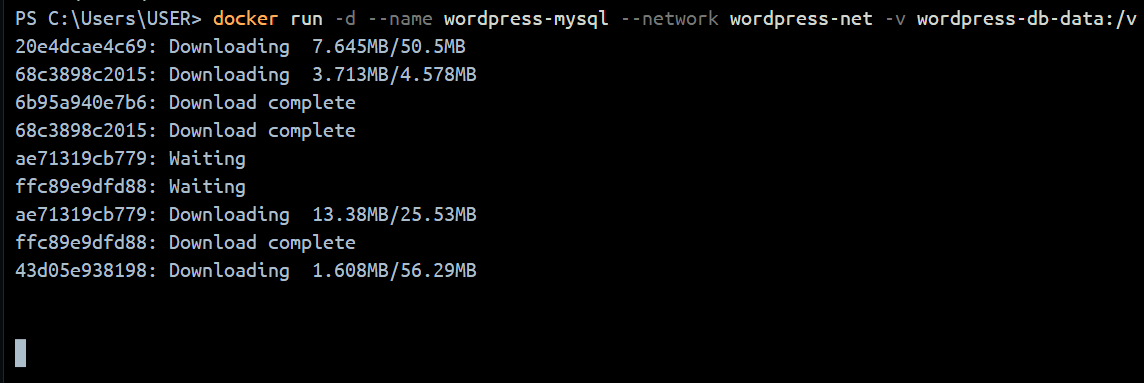 PS C:\Users\USER> docker run -d --name wordpress-mysql --network wordpress-net -v wordpress-db-data:/v
20e4dcae4c69: Downloading  7.645MB/50.5MB
68c3898c2015: Downloading  3.713MB/4.578MB
6b95a940e7b6: Download complete
68c3898c2015: Download complete
ae71319cb779: Waiting
ffc89e9dfd88: Waiting
ae71319cb779: Downloading  13.38MB/25.53MB
ffc89e9dfd88: Download complete
43d05e938198: Downloading  1.608MB/56.29MB